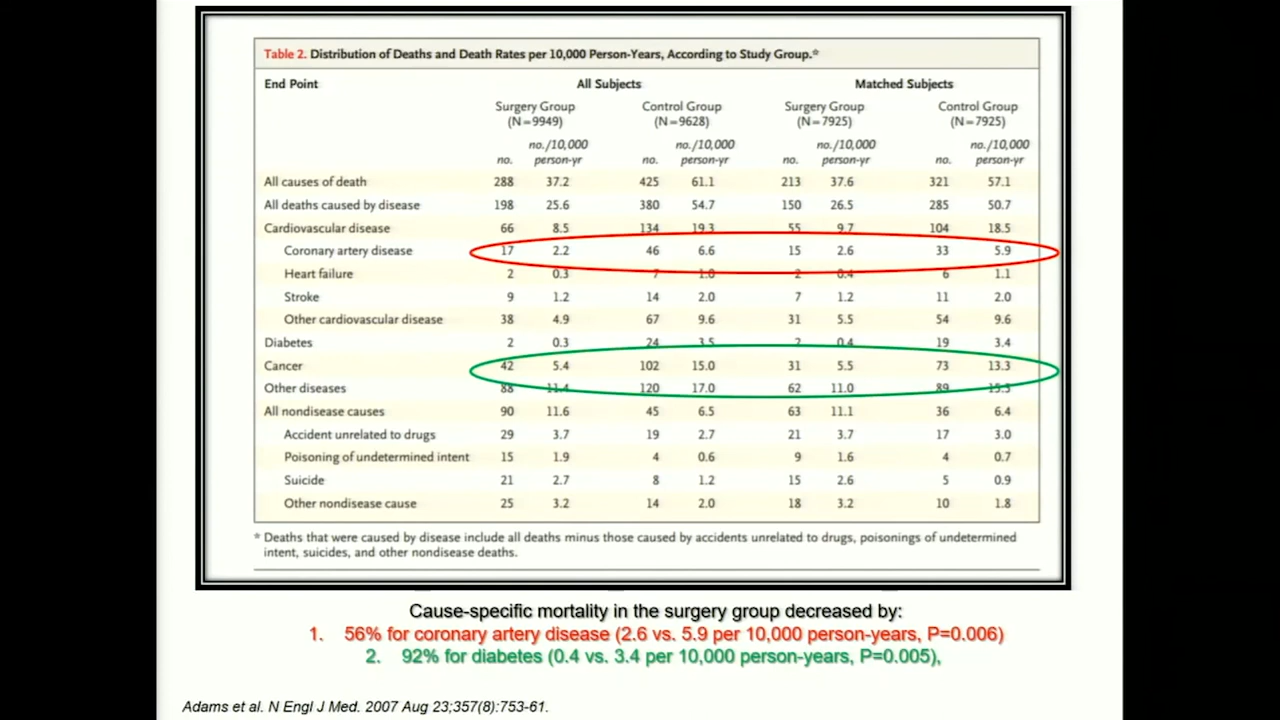 Table 2. Distribution of Deaths and Death Rates per 10,000 Person-Years, According to Study Group.*
End Point All Subjects Matched Subjects
Surgery Group (N=9949) Control Group (N=9628) Surgery Group (N=7925) Control Group (N=7925)
no. no./10,000 person-yr no. no./10,000 person-yr no. no./10,000 person-yr no. no./10,000 person-yr
All causes of death 288 37.2 425 61.1 213 37.6 321 57.1
All deaths caused by disease 198 25.6 380 54.7 150 26.5 285 50.7
Cardiovascular disease 66 8.5 134 19.3 55 9.7 104 18.5
Coronary artery disease 17 2.2 46 6.6 15 2.6 33 5.9
Heart failure 2 0.3 7 1.0 2 0.4 6 1.1
Stroke 9 1.2 14 2.0 7 1.2 11 2.0
Other cardiovascular disease 38 4.9 67 9.6 31 5.5 54 9.6
Diabetes 2 0.3 24 3.5 2 0.4 19 3.4
Cancer 42 5.4 102 15.0 31 5.5 73 13.3
Other diseases 88 11.4 120 17.0 62 11.0 89 15.5
All nondisease causes 90 11.6 45 6.5 63 11.1 36 6.4
Accident unrelated to drugs 29 3.7 19 2.7 21 3.7 17 3.0
Poisoning of undetermined intent 15 1.9 4 0.6 9 1.6 4 0.7
Suicide 21 2.7 8 1.2 15 2.6 5 0.9
Other nondisease cause 25 3.2 14 2.0 18 3.2 10 1.8
* Deaths that were caused by disease include all deaths minus those caused by accidents unrelated to drugs, poisonings of undetermined
intent, suicides, and other nondisease deaths.
Cause-specific mortality in the surgery group decreased by:
1. 56% for coronary artery disease (2.6 vs. 5.9 per 10,000 person-years, P=0.006)
2. 92% for diabetes (0.4 vs. 3.4 per 10,000 person-years, P=0.005),
Adams et al. N Engl J Med. 2007 Aug 23;357(8):753-61.